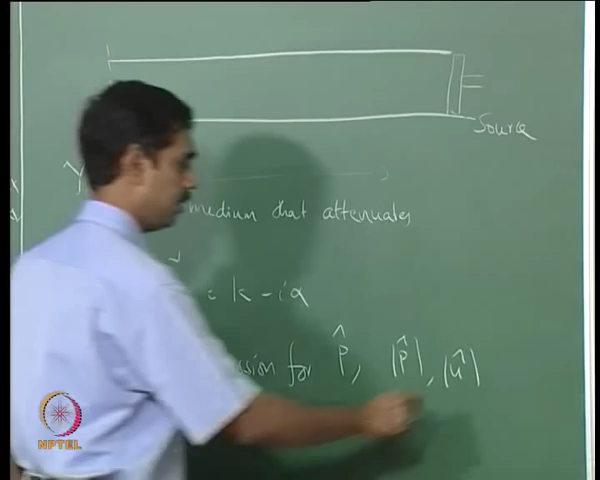 Source
medium that attenuates
= k - iα
for p̂, |p̂|, |û|
NPTEL